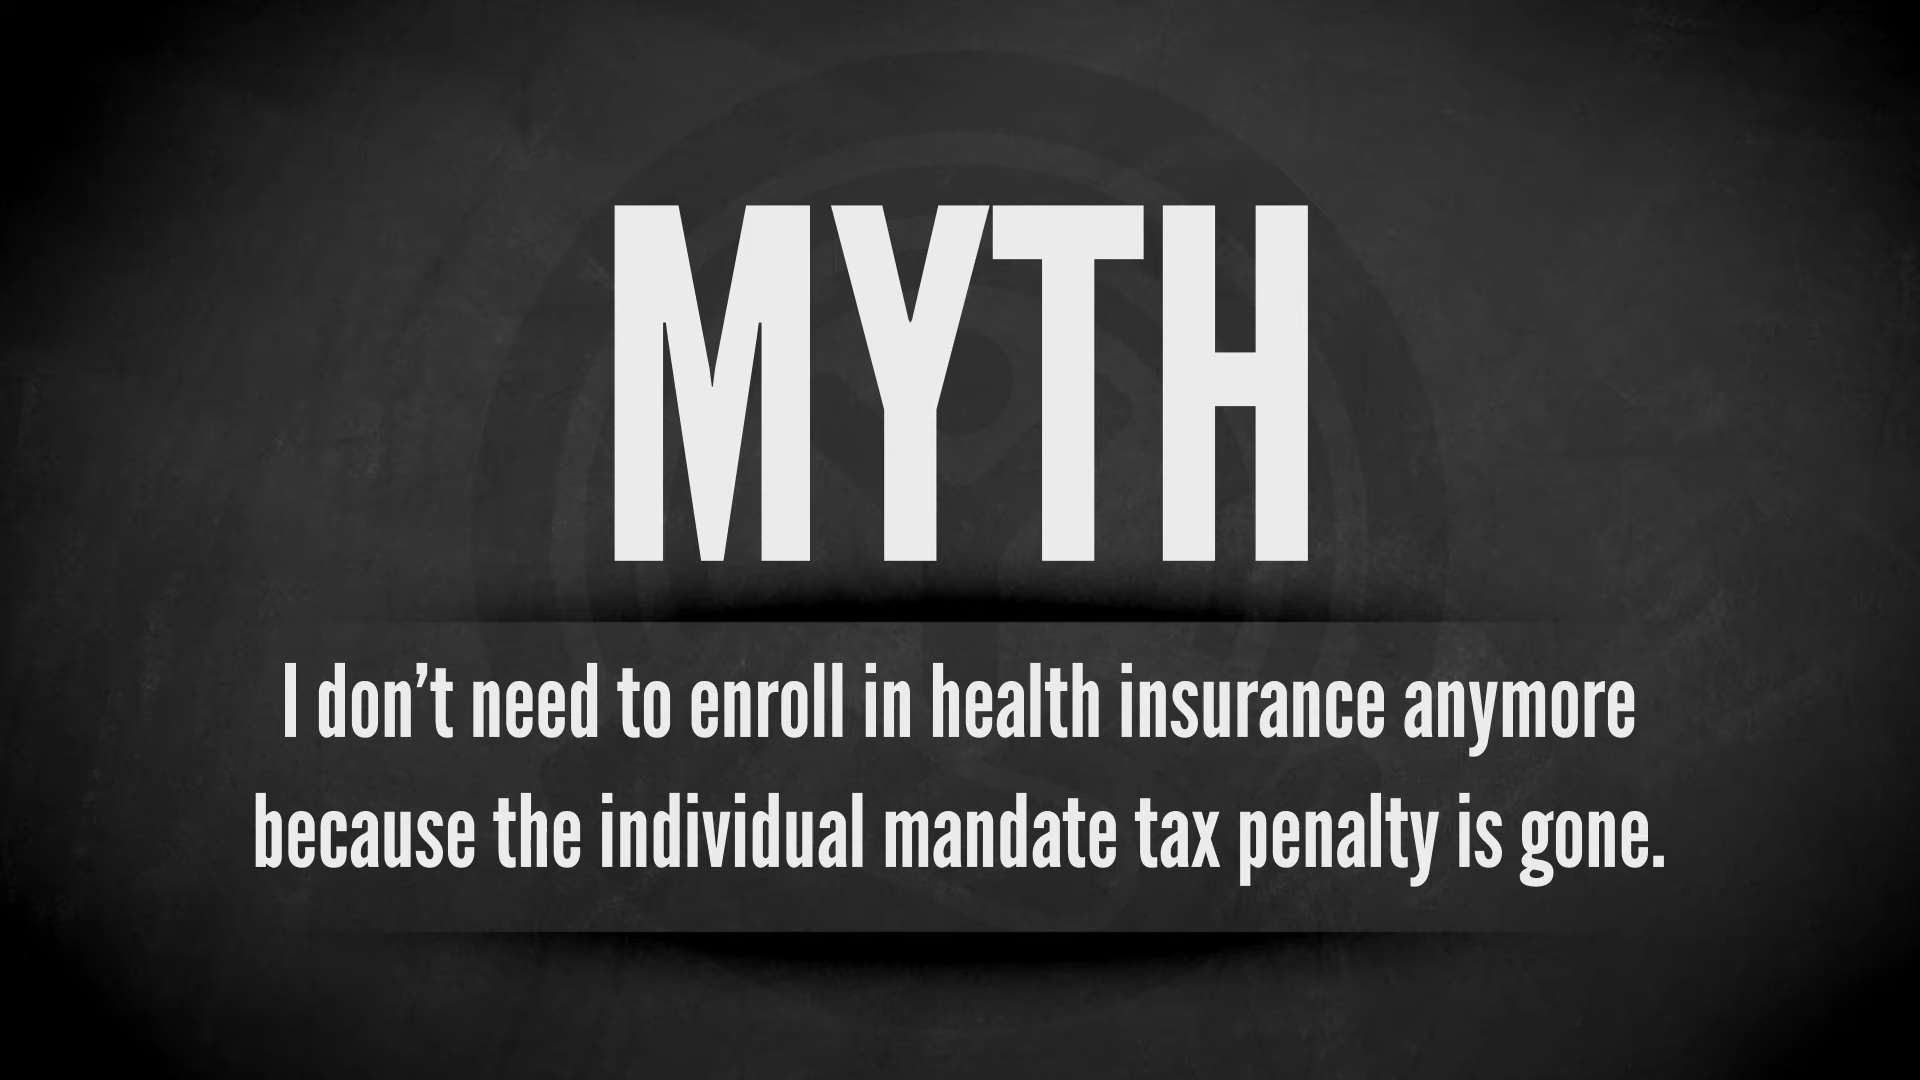 MYTH
I don’t need to enroll in health insurance anymore
because the individual mandate tax penalty is gone.